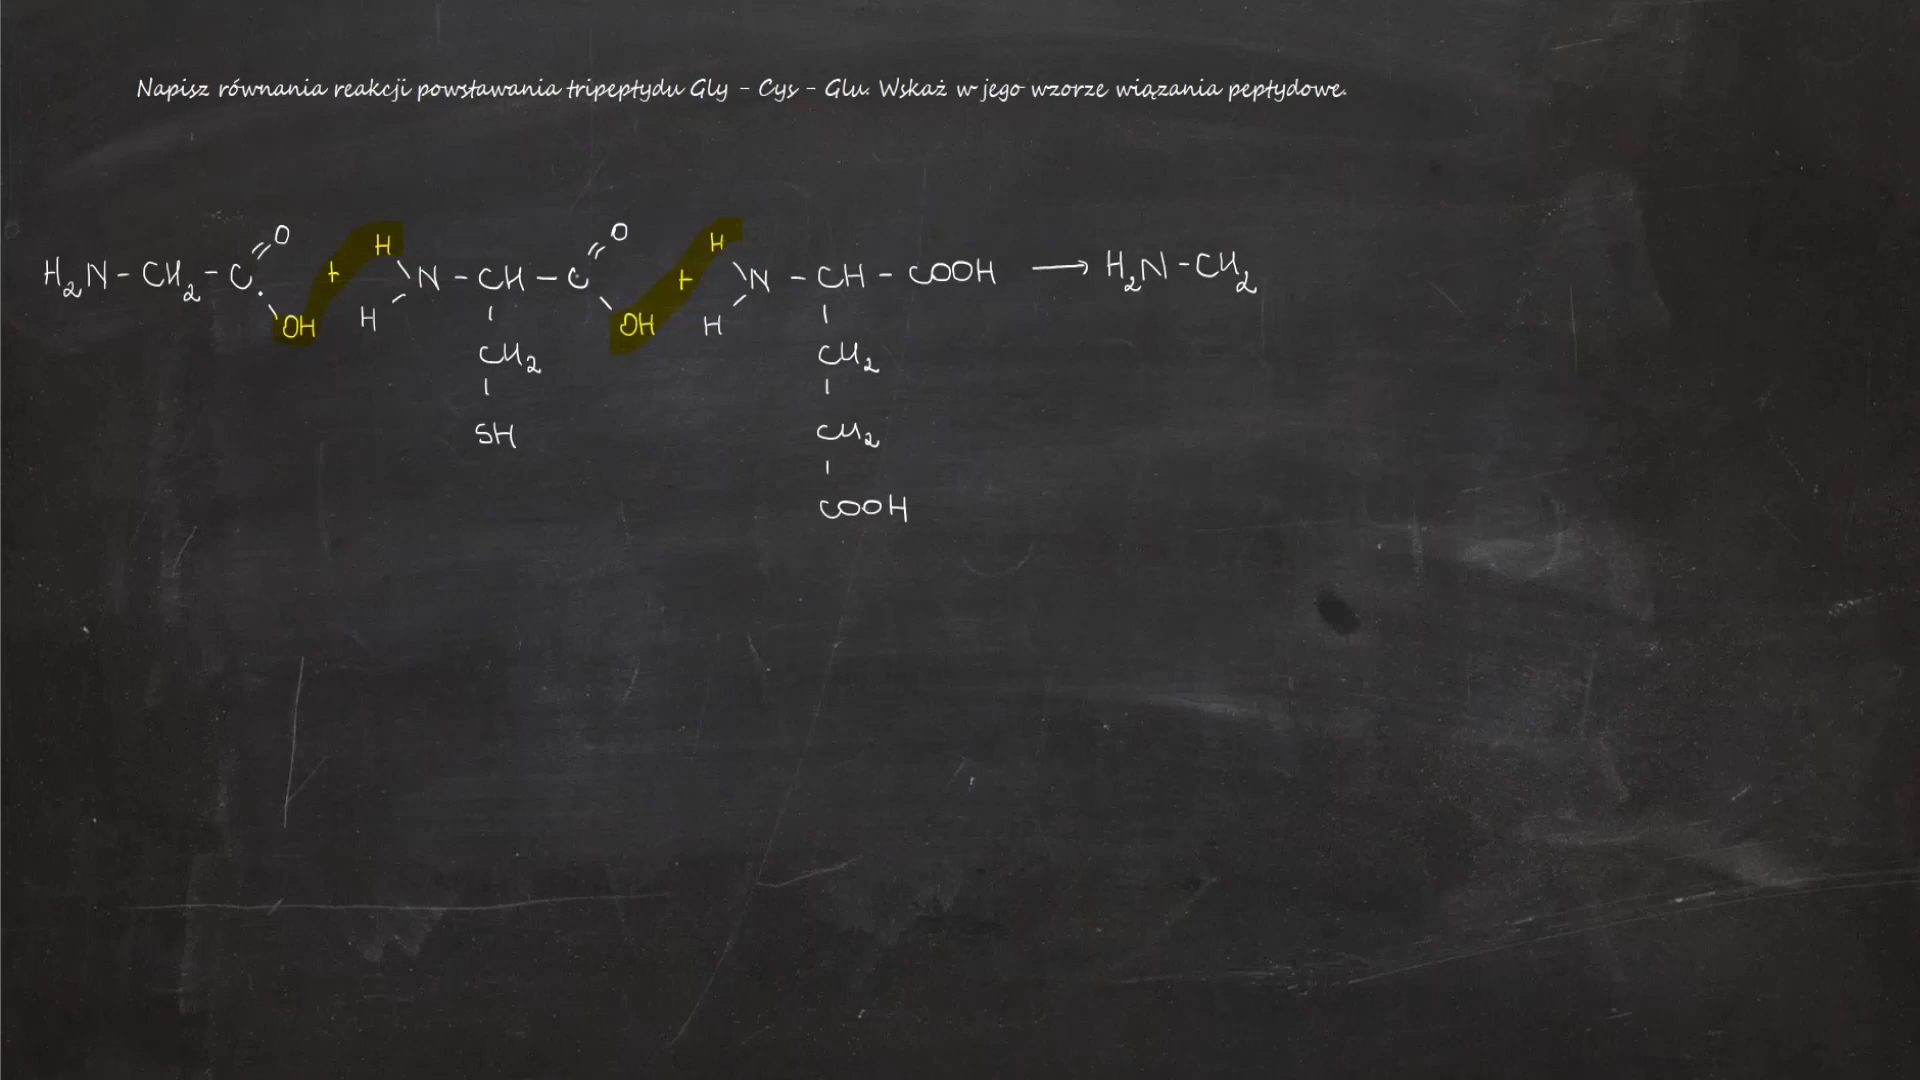 Napisz równania reakcji powstawania tripeptydu Gly - Cys - Glu. Wskaż w jego wzorze wiązania peptydowe.
H₂N - CH₂ - C =O OH + H H N - CH - C =O OH + H H N - CH - COOH → H₂N - CH₂
CH₂ CH₂
SH CH₂
COOH